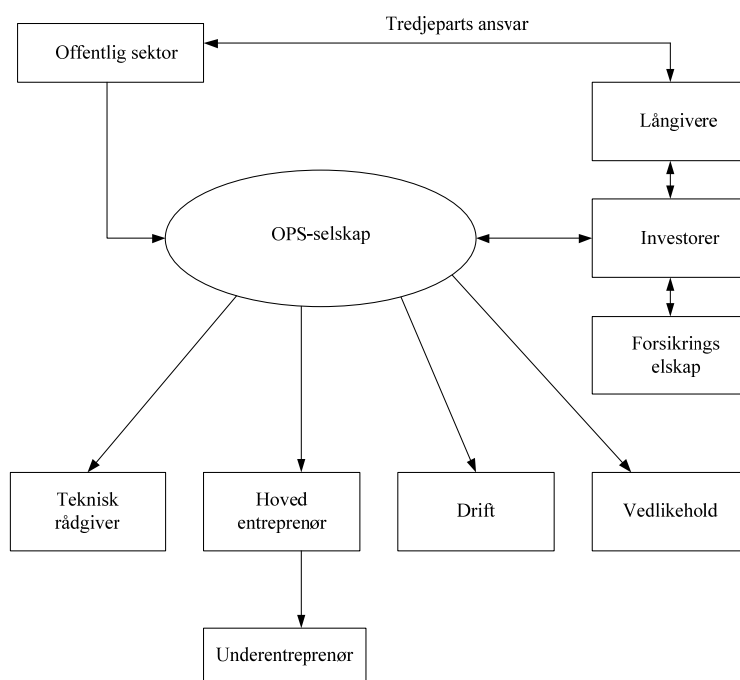 Tredjeparts ansvar
Offentlig sektor
Långivere
OPS-selskap
Investorer
Forsikrings
elskap
Teknisk
rådgiver
Hoved
entreprenør
Drift
Vedlikehold
Underentreprenør